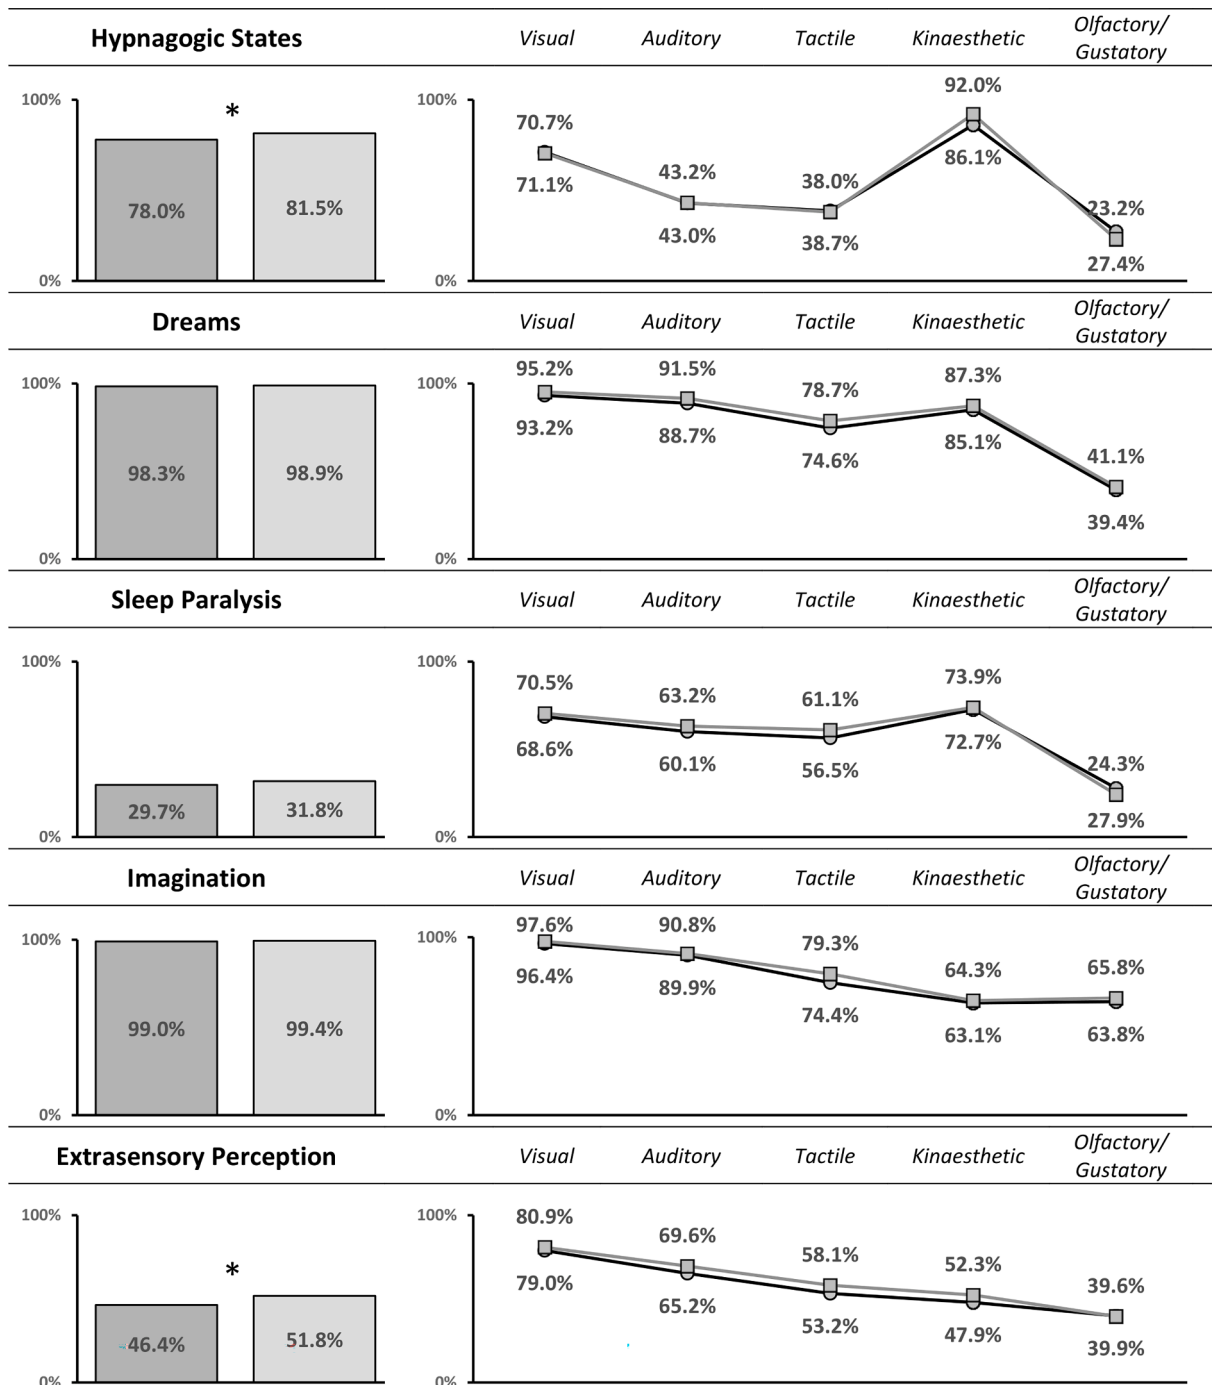 Hypnagogic States Visual Auditory Tactile Kinaesthetic Olfactory/
Gustatory
100% * 92.0%
70.7% 43.2% 38.0% 86.1% 23.2%
71.1% 43.0% 38.7% 27.4%
78.0% 81.5%
0% 0%
Dreams Visual Auditory Tactile Kinaesthetic Olfactory/
Gustatory
100% 100% 95.2% 91.5% 78.7% 87.3%
93.2% 88.7% 74.6% 85.1% 41.1%
98.3% 98.9% 39.4%
0% 0%
Sleep Paralysis Visual Auditory Tactile Kinaesthetic Olfactory/
Gustatory
100% 100% 70.5% 63.2% 61.1% 73.9%
68.6% 60.1% 56.5% 72.7% 24.3%
29.7% 31.8% 27.9%
0% 0%
Imagination Visual Auditory Tactile Kinaesthetic Olfactory/
Gustatory
100% 100% 97.6% 90.8% 79.3% 64.3% 65.8%
96.4% 89.9% 74.4% 63.1% 63.8%
99.0% 99.4%
0% 0%
Extrasensory Perception Visual Auditory Tactile Kinaesthetic Olfactory/
Gustatory
100% 100% 80.9% 69.6% 58.1% 52.3% 39.6%
* 79.0% 65.2% 53.2% 47.9% 39.9%
46.4% 51.8%
0% 0%